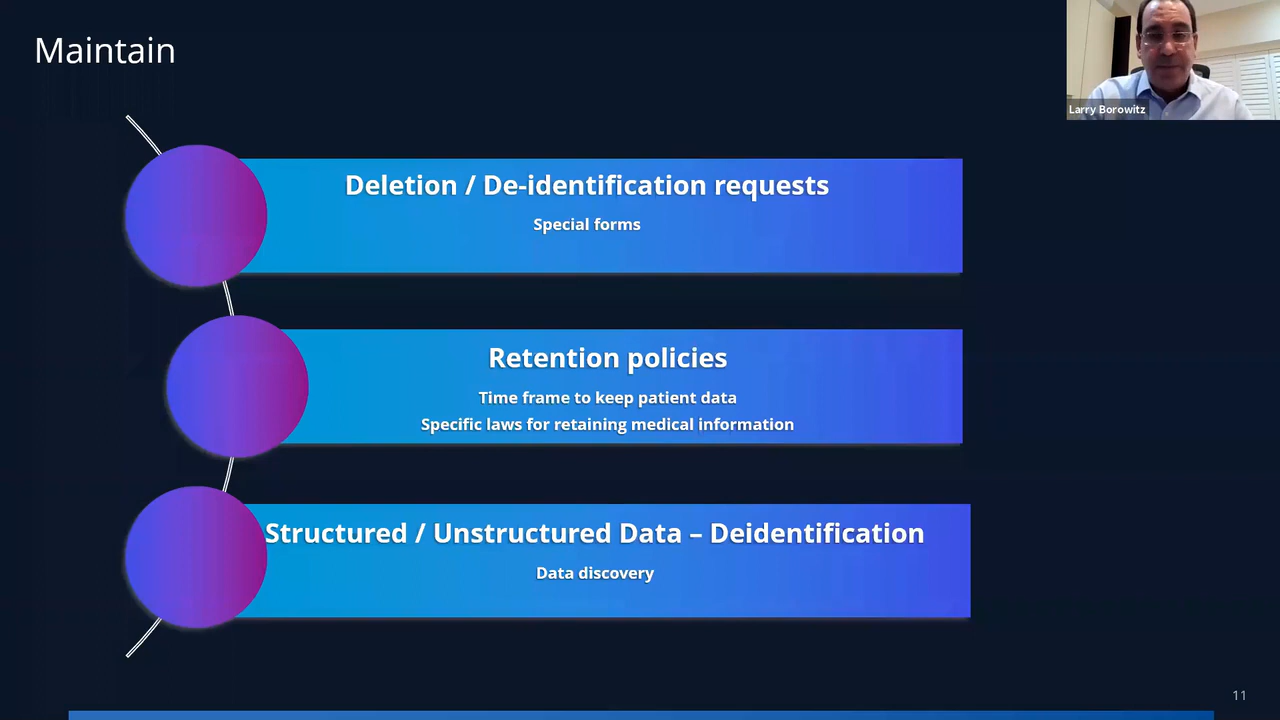 Maintain
Larry Borowitz
Deletion / De-identification requests
Special forms
Retention policies
Time frame to keep patient data
Specific laws for retaining medical information
Structured / Unstructured Data – Deidentification
Data discovery
11